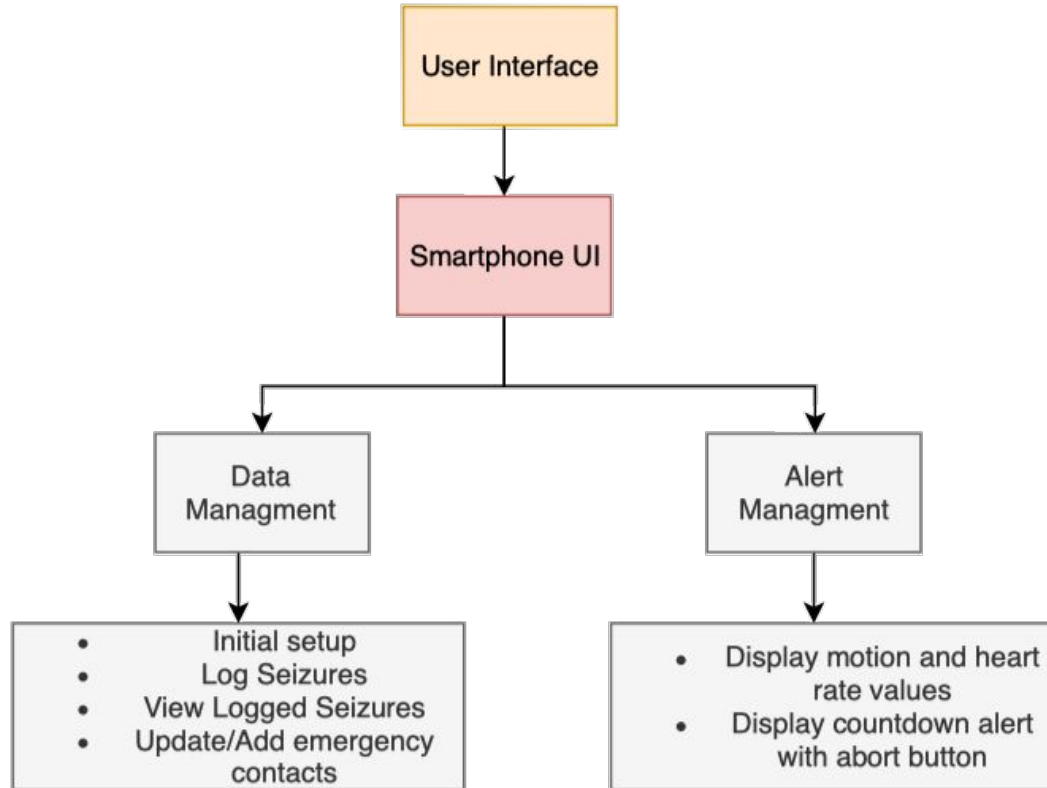 User Interface
Smartphone UI
Data
Managment
Alert
Managment
• Initial setup
• Log Seizures
• View Logged Seizures
• Update/Add emergency
contacts
• Display motion and heart
rate values
• Display countdown alert
with abort button